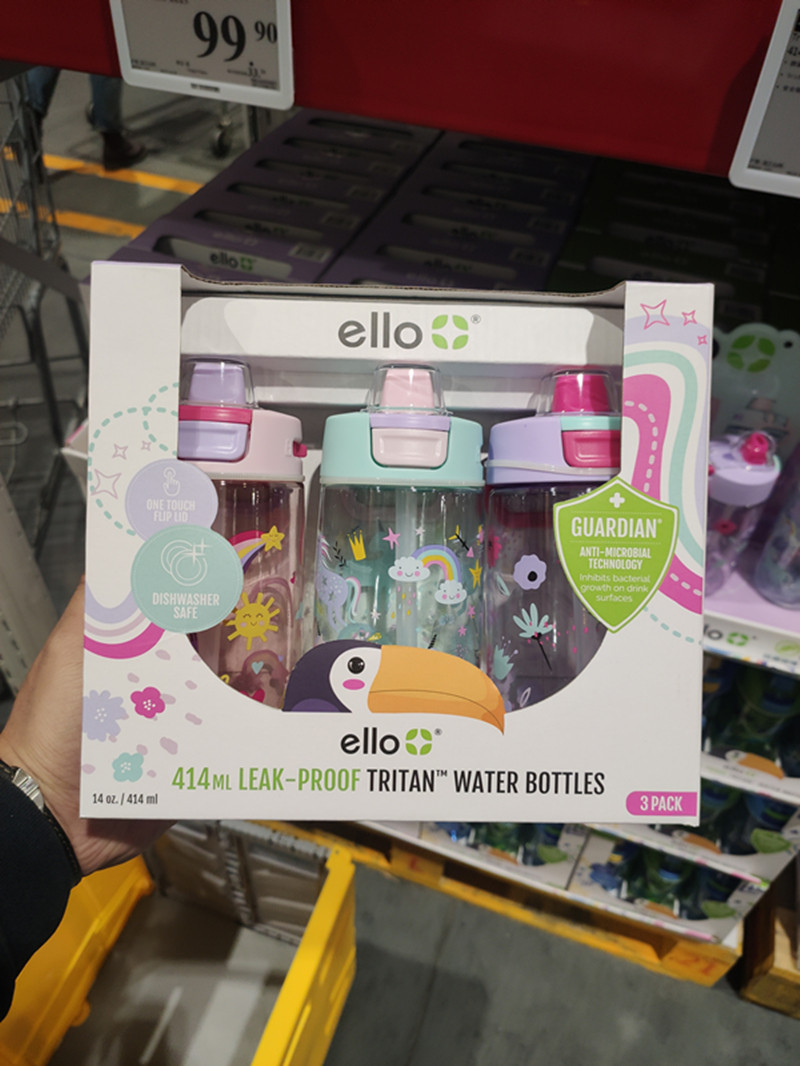 99 90
ello
ello®
ONE TOUCH
FLIP LID
DISHWASHER
SAFE
GUARDIAN®
ANTI-MICROBIAL
TECHNOLOGY
Inhibits bacterial
growth on drink
surfaces
ello®
414ML LEAK-PROOF TRITAN™ WATER BOTTLES
14 oz. / 414 ml
3 PACK